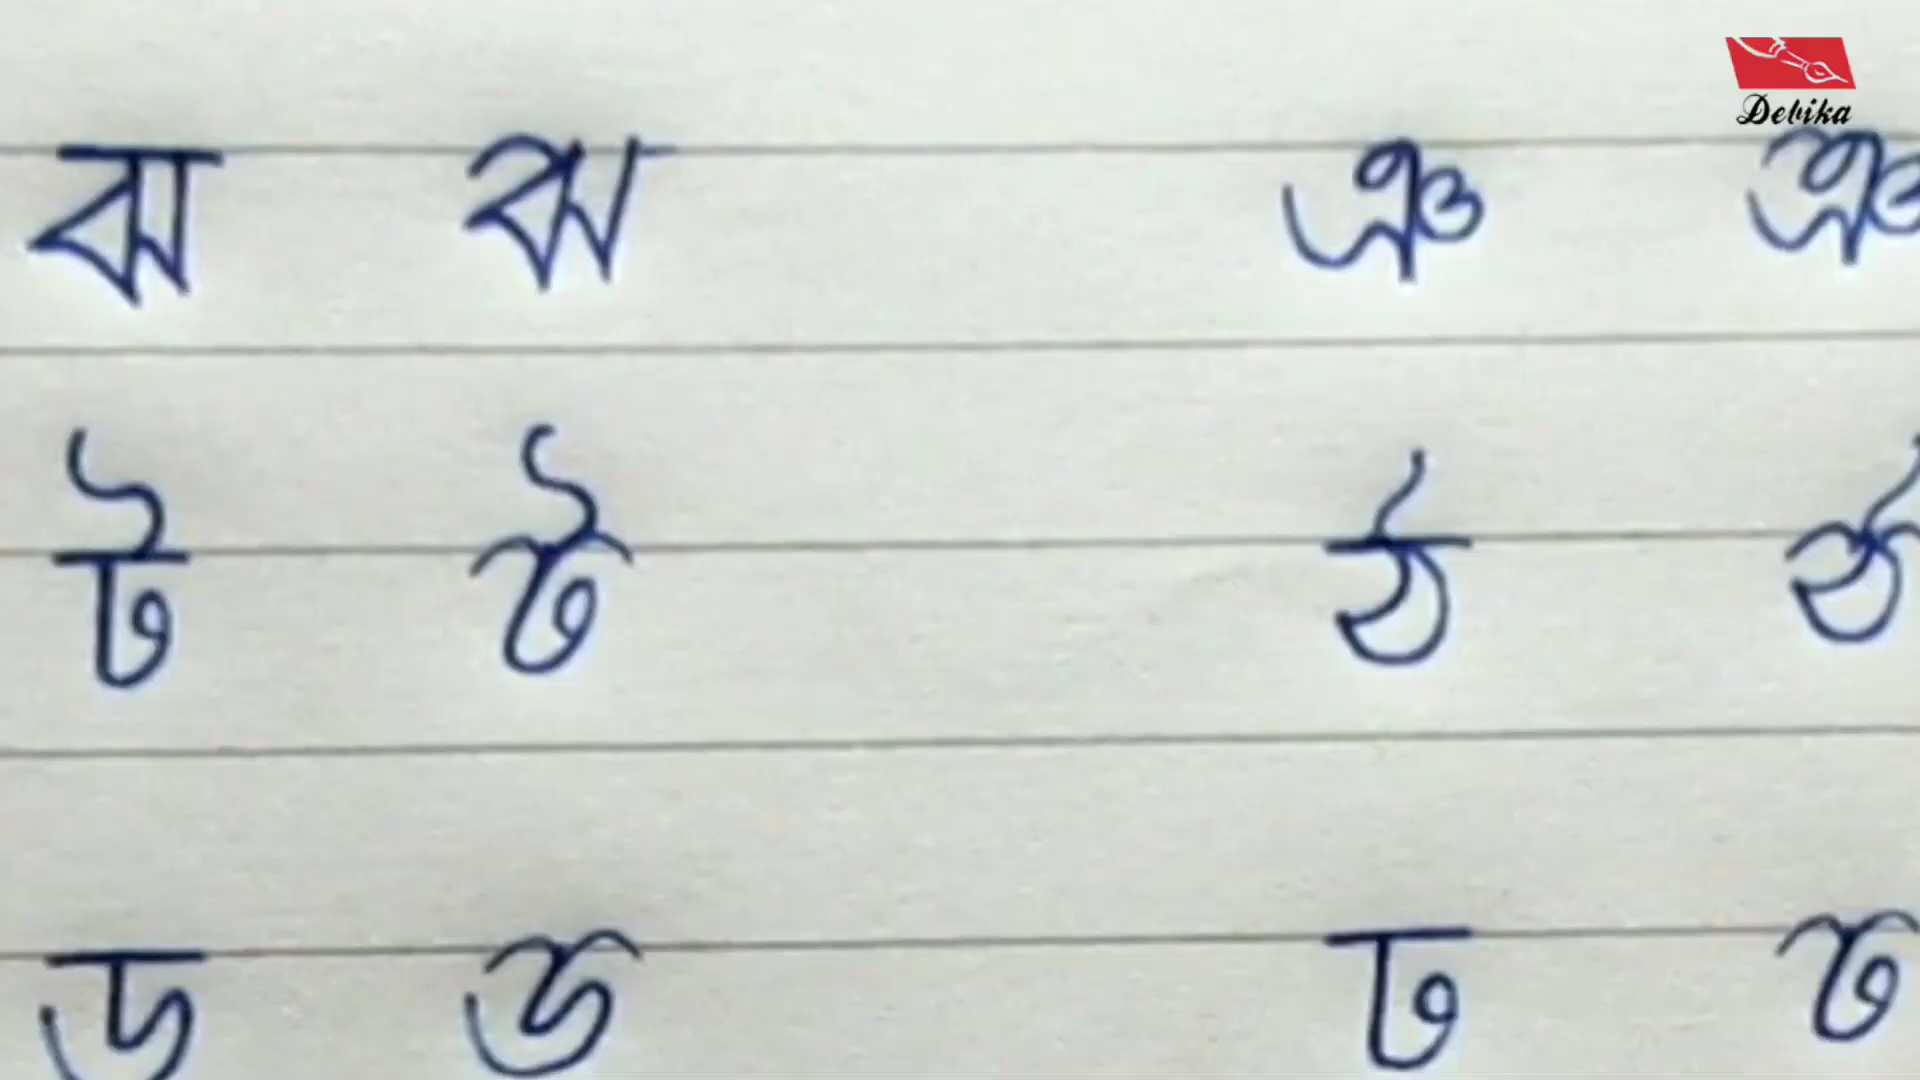 Debika
ঝ ঝ ঞ ঞ
ট ট ঠ ঠ
ড ড ঢ ঢ